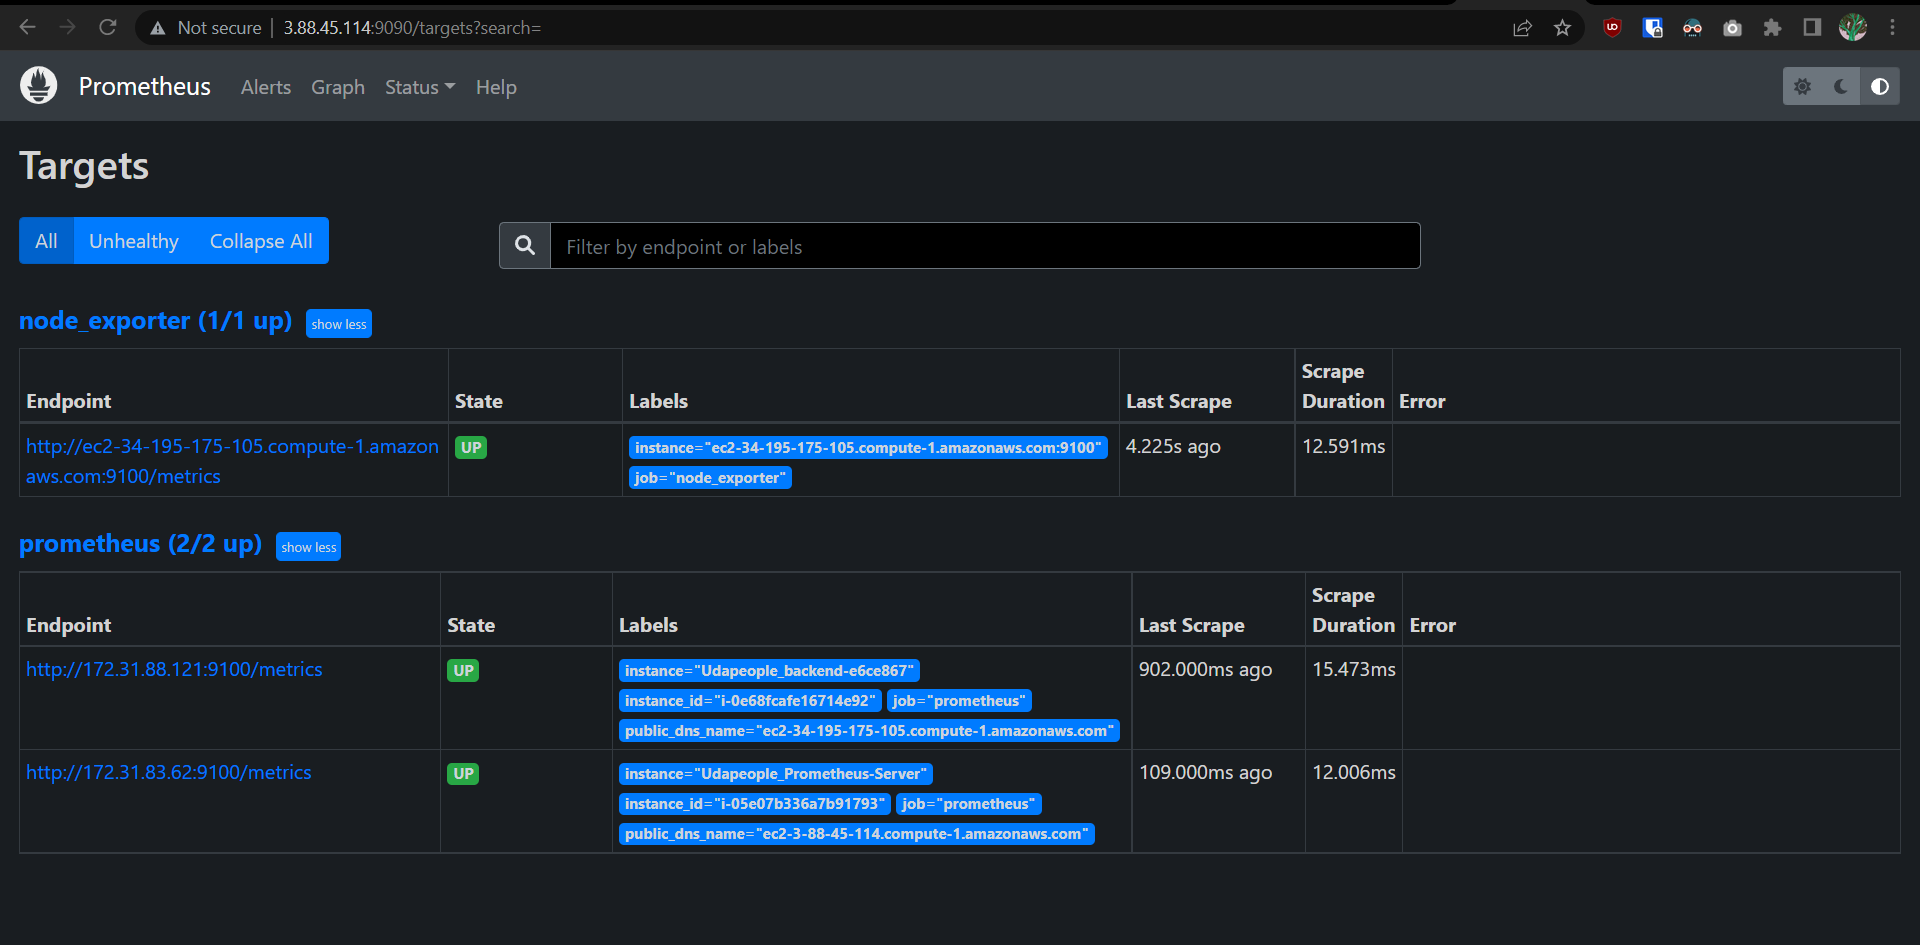 Not secure | 3.88.45.114:9090/targets?search=
Prometheus Alerts Graph Status Help
Targets
All Unhealthy Collapse All
Filter by endpoint or labels
node_exporter (1/1 up) show less
Endpoint State Labels Last Scrape Scrape Duration Error
http://ec2-34-195-175-105.compute-1.amazon UP instance="ec2-34-195-175-105.compute-1.amazonaws.com:9100" 4.225s ago 12.591ms
aws.com:9100/metrics job="node_exporter"
prometheus (2/2 up) show less
Endpoint State Labels Last Scrape Scrape Duration Error
http://172.31.88.121:9100/metrics UP instance="Udapeople_backend-e6ce867" 902.000ms ago 15.473ms
instance_id="i-0e68fcafe16714e92" job="prometheus"
public_dns_name="ec2-34-195-175-105.compute-1.amazonaws.com"
http://172.31.83.62:9100/metrics UP instance="Udapeople_Prometheus-Server" 109.000ms ago 12.006ms
instance_id="i-05e07b336a7b91793" job="prometheus"
public_dns_name="ec2-3-88-45-114.compute-1.amazonaws.com"